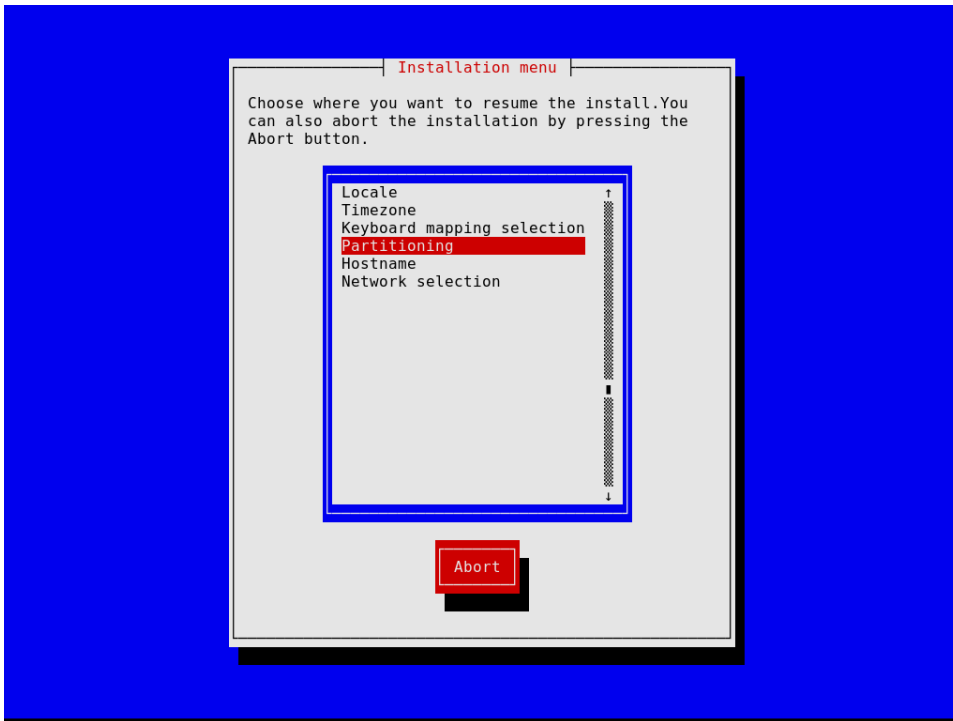 Installation menu
Choose where you want to resume the install.You
can also abort the installation by pressing the
Abort button.
Locale
Timezone
Keyboard mapping selection
Partitioning
Hostname
Network selection
Abort